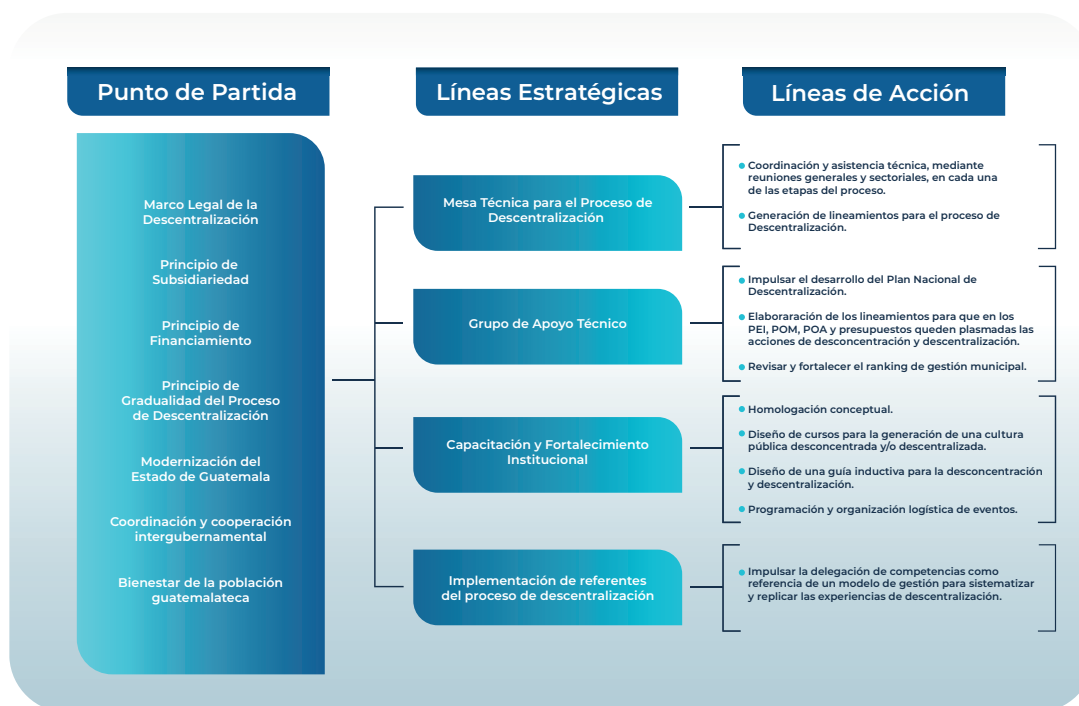 Punto de Partida
Marco Legal de la
Descentralización
Principio de
Subsidiariedad
Principio de
Financiamiento
Principio de
Gradualidad del Proceso
de Descentralización
Modernización del
Estado de Guatemala
Coordinación y cooperación
intergubernamental
Bienestar de la población
guatemalateca
Líneas Estratégicas
Mesa Técnica para el Proceso de
Descentralización
Grupo de Apoyo Técnico
Capacitación y Fortalecimiento
Institucional
Implementación de referentes
del proceso de descentralización
Líneas de Acción
Coordinación y asistencia técnica, mediante
reuniones generales y sectoriales, en cada una
de las etapas del proceso.
Generación de lineamientos para el proceso de
Descentralización.
Impulsar el desarrollo del Plan Nacional de
Descentralización.
Elaboraración de los lineamientos para que en los
PEI, POM, POA y presupuestos queden plasmadas las
acciones de desconcentración y descentralización.
Revisar y fortalecer el ranking de gestión municipal.
Homologación conceptual.
Diseño de cursos para la generación de una cultura
pública desconcentrada y/o descentralizada.
Diseño de una guía inductiva para la desconcentración
y descentralización.
Programación y organización logística de eventos.
Impulsar la delegación de competencias como
referencia de un modelo de gestión para sistematizar
y replicar las experiencias de descentralización.